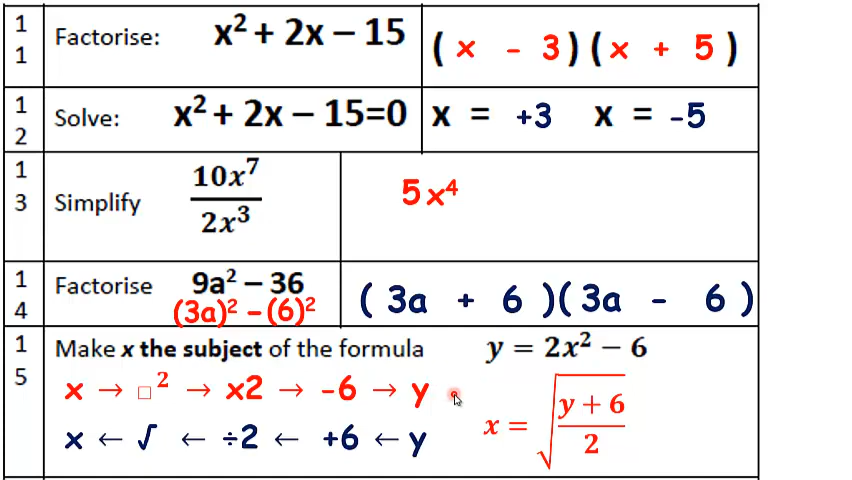 11 Factorise: x² + 2x − 15 ( x - 3 ) ( x + 5 )
12 Solve: x² + 2x − 15=0 x = +3 x = -5
13 Simplify 10x⁷ / 2x³ 5x⁴
14 Factorise 9a² − 36 ( 3a + 6 )( 3a - 6 )
(3a)² -(6)²
15 Make x the subject of the formula y = 2x² − 6
x → □² → x2 → -6 → y
x = √((y + 6) / 2)
x ← √ ← ÷2 ← +6 ← y